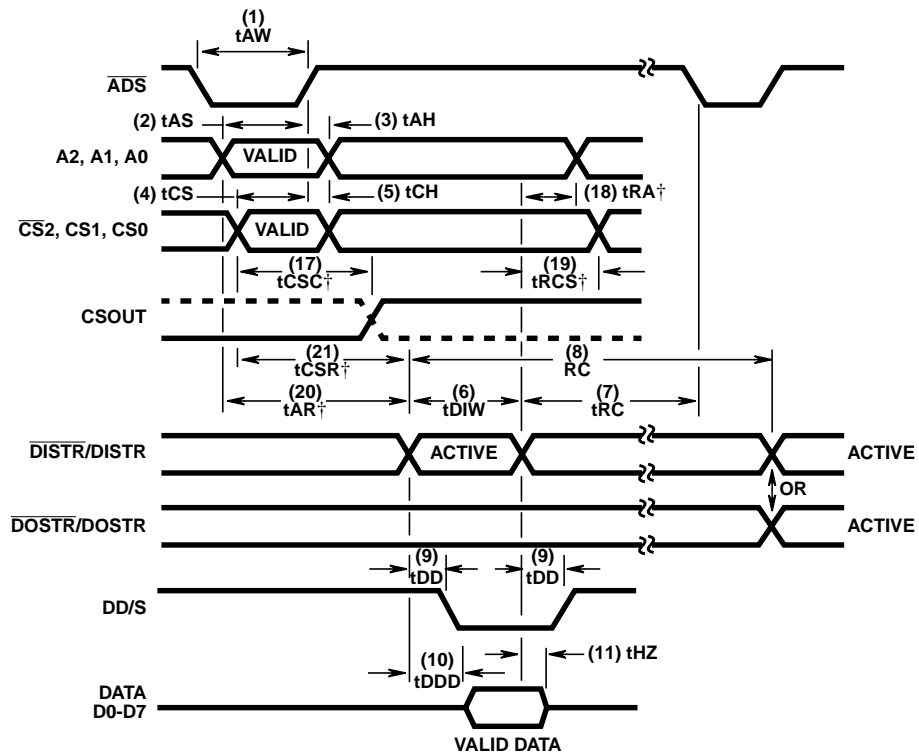 (1)
tAW
ADS
(2) tAS
(3) tAH
A2, A1, A0
VALID
(4) tCS
(5) tCH
(18) tRA†
CS2, CS1, CS0
VALID
(17)
tCSC†
(19)
tRCS†
CSOUT
(21)
tCSR†
(8)
RC
(20)
tAR†
(6)
tDIW
(7)
tRC
DISTR/DISTR
ACTIVE
ACTIVE
OR
DOSTR/DOSTR
ACTIVE
(9)
tDD
(9)
tDD
DD/S
(10)
tDDD
(11) tHZ
DATA
D0-D7
VALID DATA